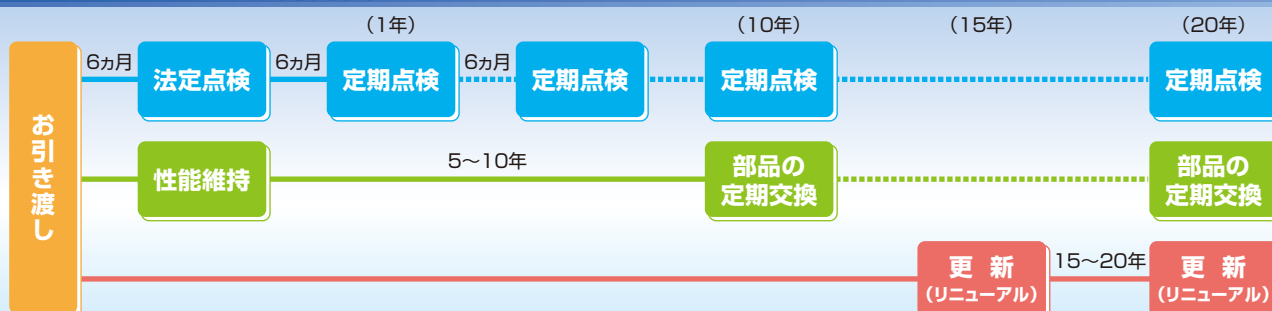 （1年）
（10年）
（15年）
（20年）
お引き渡し
6ヵ月
法定点検
6ヵ月
定期点検
6ヵ月
定期点検
定期点検
定期点検
性能維持
5〜10年
部品の
定期交換
部品の
定期交換
更 新
（リニューアル）
15〜20年
更 新
（リニューアル）